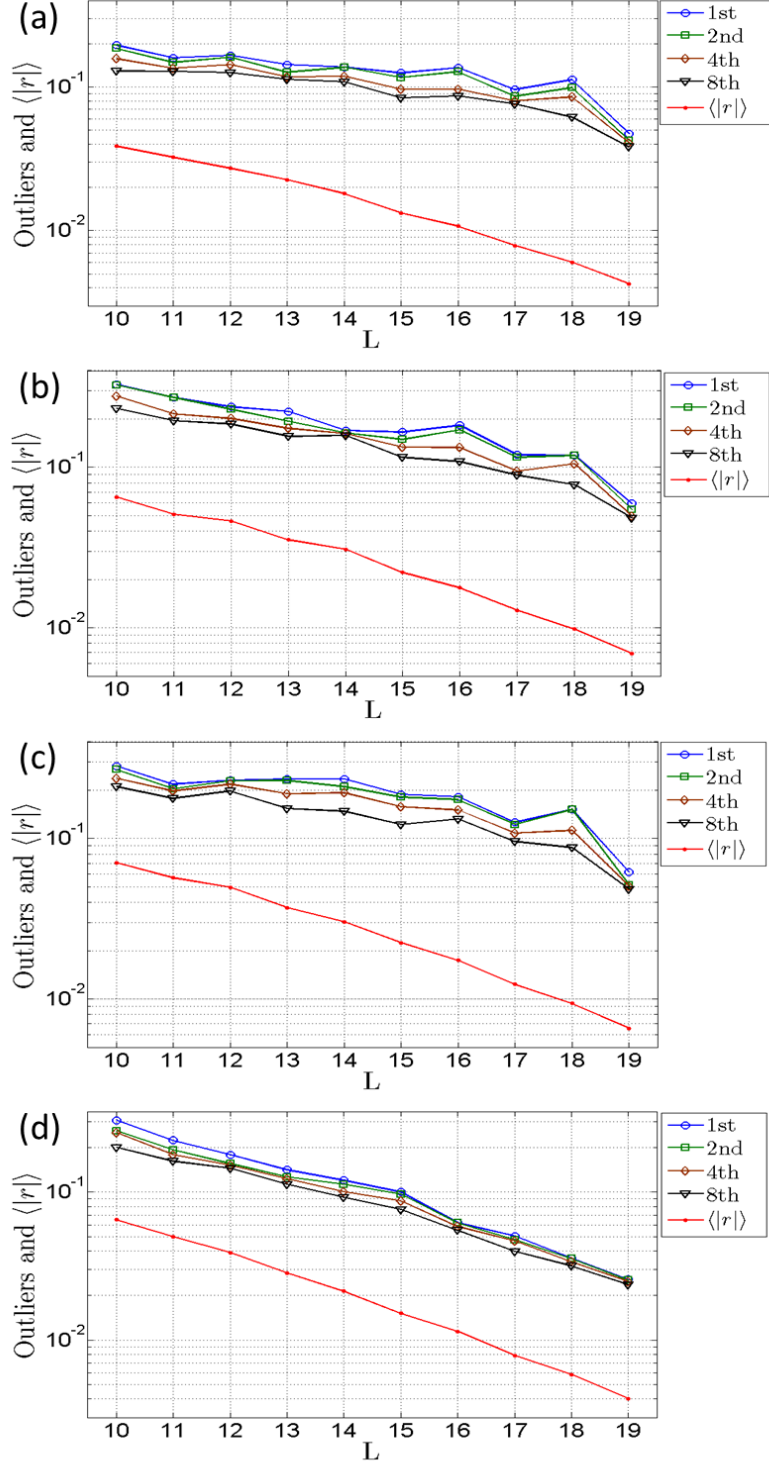 (a)
Outliers and ⟨|r|⟩
10^-1
10^-2
10 11 12 13 14 15 16 17 18 19
L
1st
2nd
4th
8th
⟨|r|⟩
(b)
Outliers and ⟨|r|⟩
10^-1
10^-2
10 11 12 13 14 15 16 17 18 19
L
1st
2nd
4th
8th
⟨|r|⟩
(c)
Outliers and ⟨|r|⟩
10^-1
10^-2
10 11 12 13 14 15 16 17 18 19
L
1st
2nd
4th
8th
⟨|r|⟩
(d)
Outliers and ⟨|r|⟩
10^-1
10^-2
10 11 12 13 14 15 16 17 18 19
L
1st
2nd
4th
8th
⟨|r|⟩